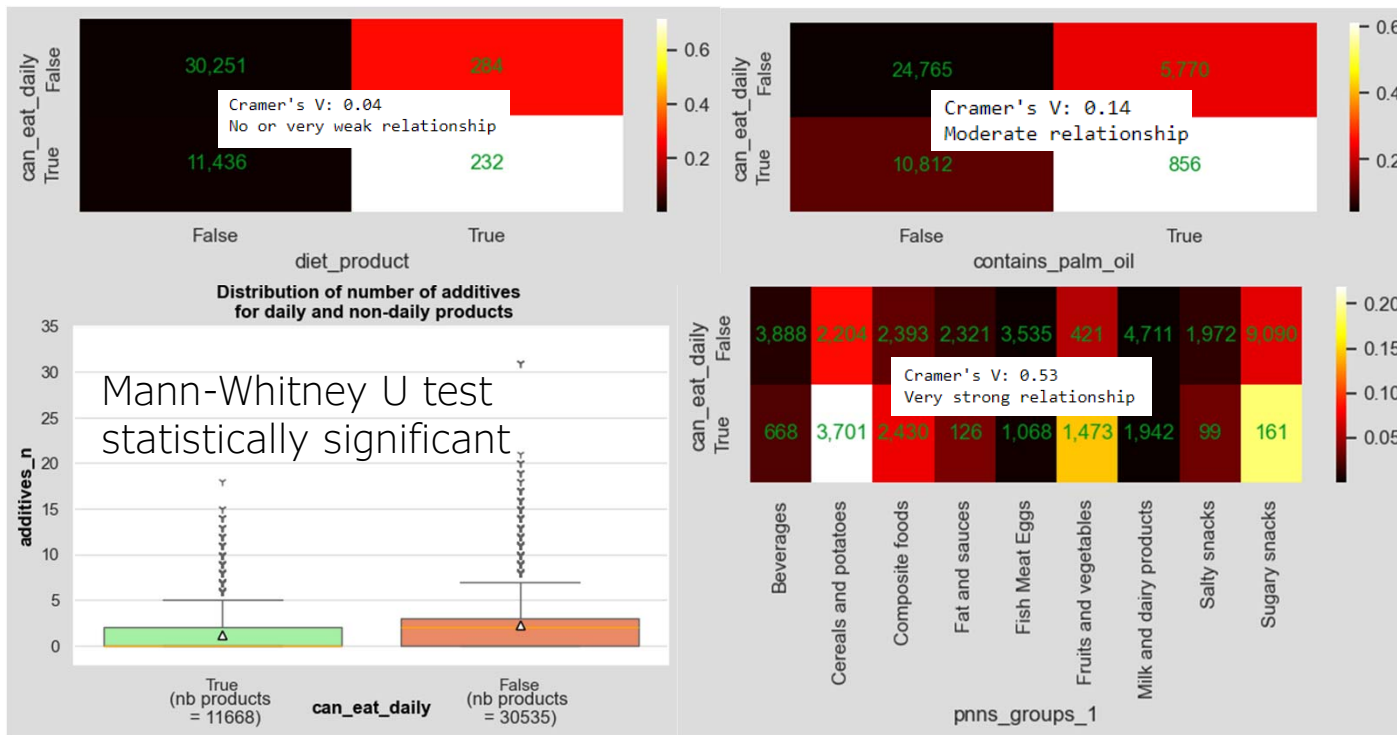 can_eat_daily
False
True
30,251
284
Cramer's V: 0.04
No or very weak relationship
11,436
232
0.6
0.4
0.2
False
True
diet_product
can_eat_daily
False
True
24,765
5,770
Cramer's V: 0.14
Moderate relationship
10,812
856
0.6
0.4
0.2
False
True
contains_palm_oil
Distribution of number of additives
for daily and non-daily products
additives_n
35
30
25
20
15
10
5
0
Mann-Whitney U test
statistically significant
True
(nb products
= 11668)
can_eat_daily
False
(nb products
= 30535)
can_eat_daily
False
True
3,888 2,204 2,393 2,321 3,535 421 4,711 1,972 9,090
Cramer's V: 0.53
Very strong relationship
668 3,701 2,430 126 1,068 1,473 1,942 99 161
0.20
0.15
0.10
0.05
Beverages
Cereals and potatoes
Composite foods
Fat and sauces
Fish Meat Eggs
Fruits and vegetables
Milk and dairy products
Salty snacks
Sugary snacks
pnns_groups_1